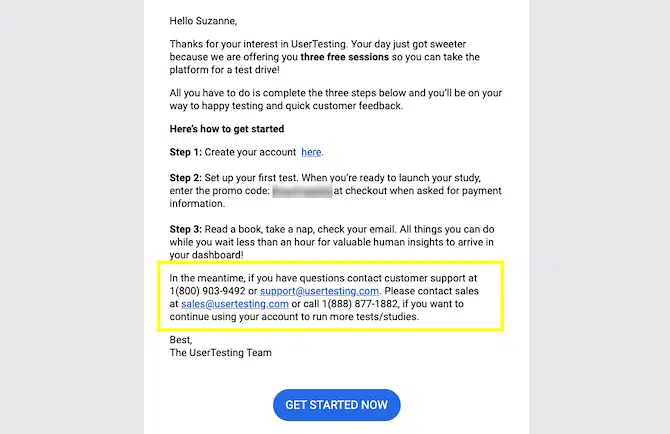 Hello Suzanne,
Thanks for your interest in UserTesting. Your day just got sweeter
because we are offering you three free sessions so you can take the
platform for a test drive!
All you have to do is complete the three steps below and you’ll be on your
way to happy testing and quick customer feedback.
Here’s how to get started
Step 1: Create your account here.
Step 2: Set up your first test. When you’re ready to launch your study,
enter the promo code: at checkout when asked for payment
information.
Step 3: Read a book, take a nap, check your email. All things you can do
while you wait less than an hour for valuable human insights to arrive in
your dashboard!
In the meantime, if you have questions contact customer support at
1(800) 903-9492 or support@usertesting.com. Please contact sales
at sales@usertesting.com or call 1(888) 877-1882, if you want to
continue using your account to run more tests/studies.
Best,
The UserTesting Team
GET STARTED NOW